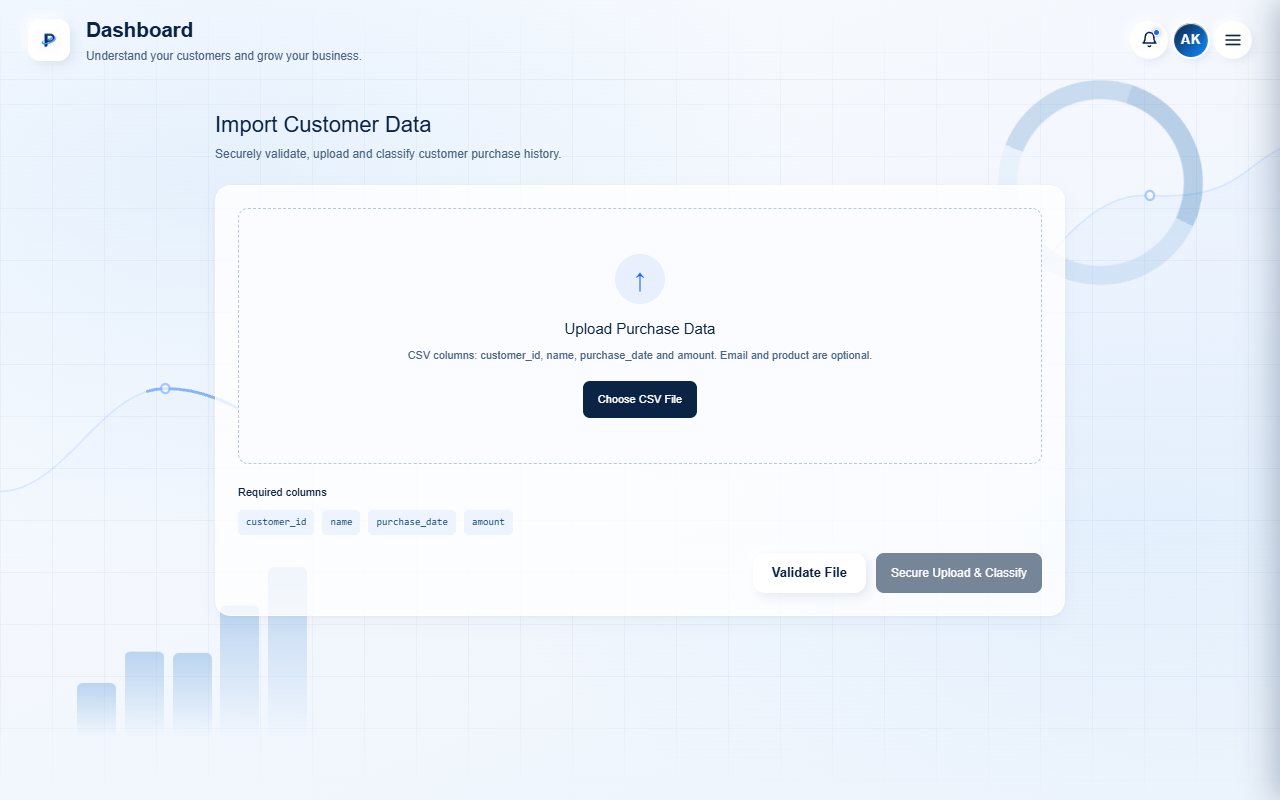 P
Dashboard
Understand your customers and grow your business.
AK
Import Customer Data
Securely validate, upload and classify customer purchase history.
↑
Upload Purchase Data
CSV columns: customer_id, name, purchase_date and amount. Email and product are optional.
Choose CSV File
Required columns
customer_id name purchase_date amount
Validate File Secure Upload & Classify